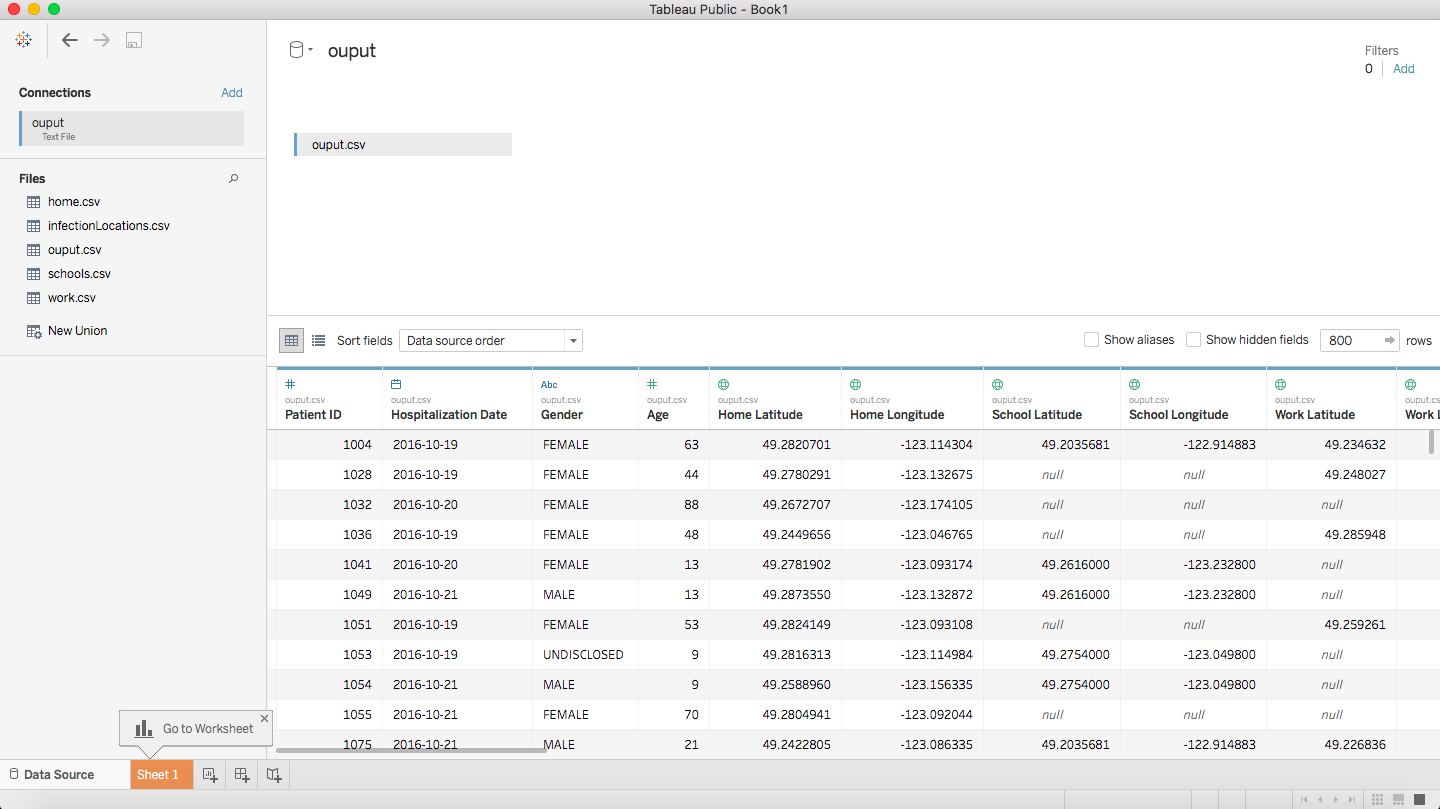 Tableau Public - Book1
Connections Add
ouput
Text File
Files
home.csv
infectionLocations.csv
ouput.csv
schools.csv
work.csv
New Union
ouput
Filters
0 Add
ouput.csv
Sort fields Data source order Show aliases Show hidden fields 800 rows
Abc
ouput.csv ouput.csv ouput.csv ouput.csv ouput.csv ouput.csv ouput.csv ouput.csv ouput.csv ouput.cs
Patient ID Hospitalization Date Gender Age Home Latitude Home Longitude School Latitude School Longitude Work Latitude Work L
1004 2016-10-19 FEMALE 63 49.2820701 -123.114304 49.2035681 -122.914883 49.234632
1028 2016-10-19 FEMALE 44 49.2780291 -123.132675 null null 49.248027
1032 2016-10-20 FEMALE 88 49.2672707 -123.174105 null null null
1036 2016-10-19 FEMALE 48 49.2449656 -123.046765 null null 49.285948
1041 2016-10-20 FEMALE 13 49.2781902 -123.093174 49.2616000 -123.232800 null
1049 2016-10-21 MALE 13 49.2873550 -123.132872 49.2616000 -123.232800 null
1051 2016-10-19 FEMALE 53 49.2824149 -123.093108 null null 49.259261
1053 2016-10-19 UNDISCLOSED 9 49.2816313 -123.114984 49.2754000 -123.049800 null
1054 2016-10-21 MALE 9 49.2588960 -123.156335 49.2754000 -123.049800 null
1055 2016-10-21 FEMALE 70 49.2804941 -123.092044 null null null
1075 2016-10-21 MALE 21 49.2422805 -123.086335 49.2035681 -122.914883 49.226836
Go to Worksheet
Data Source Sheet 1